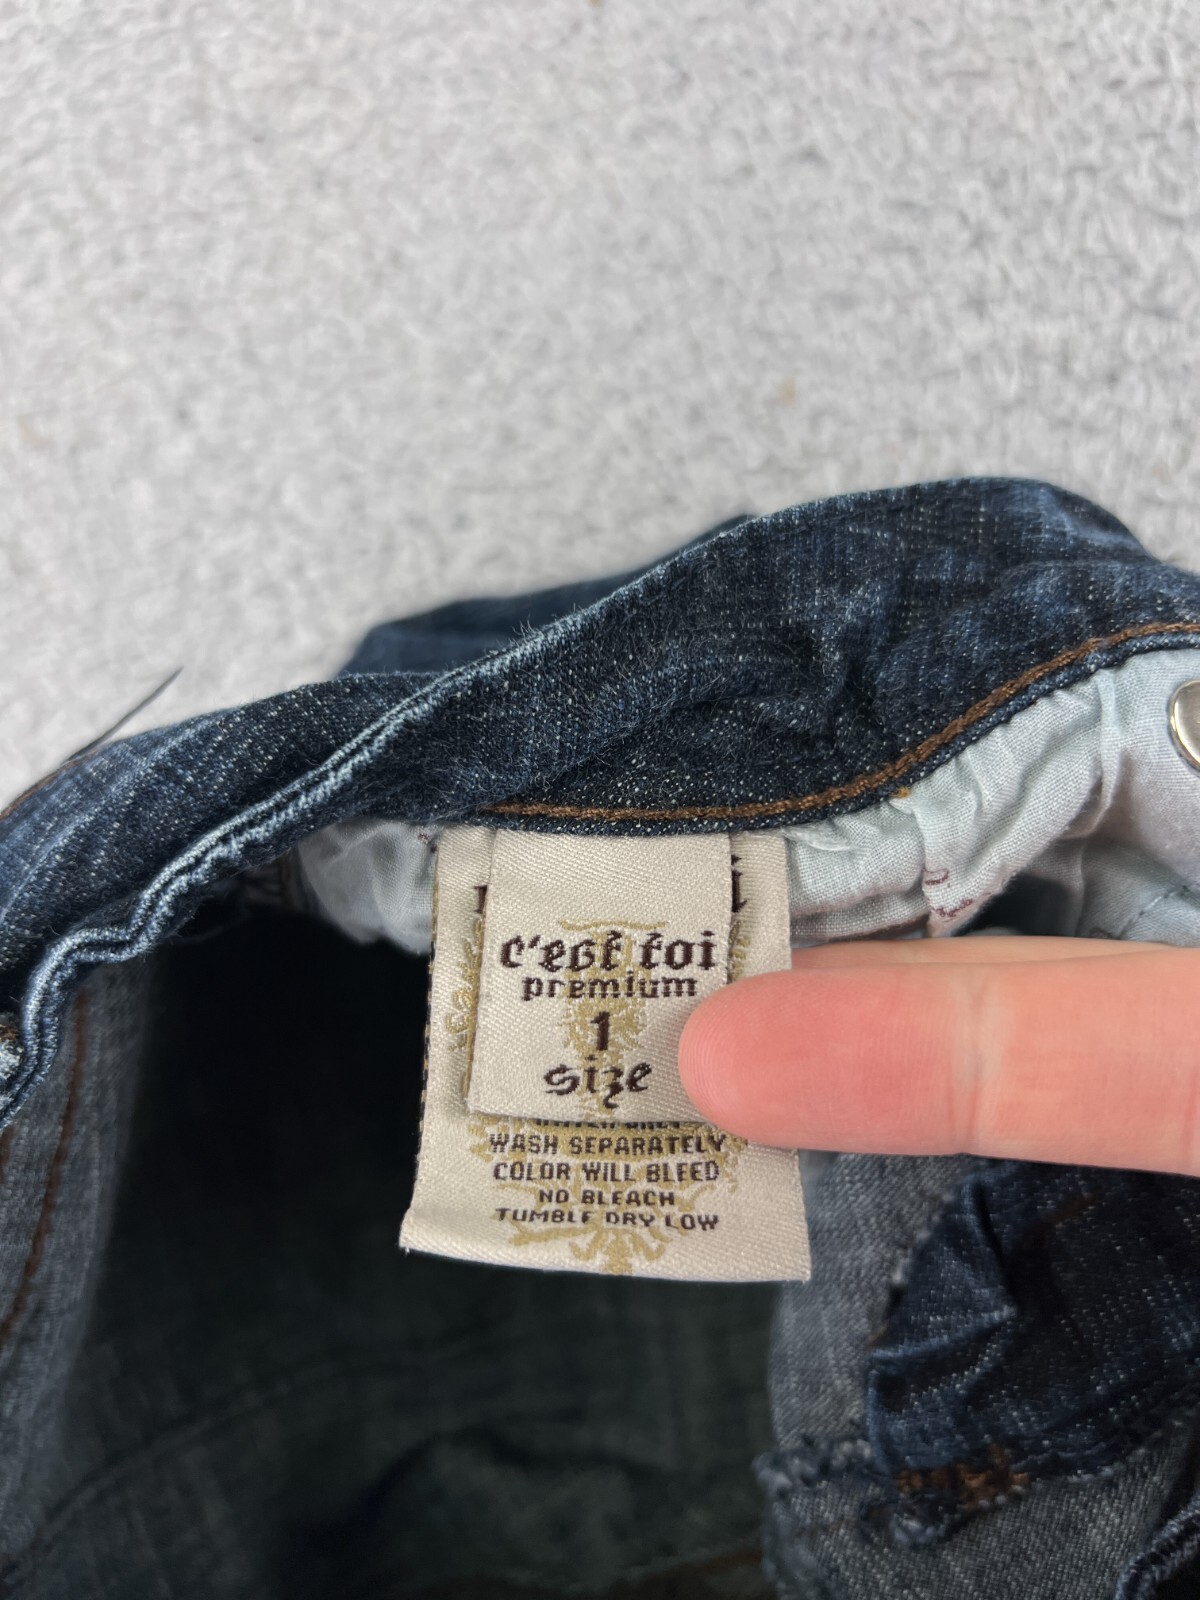 c'est toi
premium
1
size
WASH SEPARATELY
COLOR WILL BLEED
NO BLEACH
TUMBLE DRY LOW